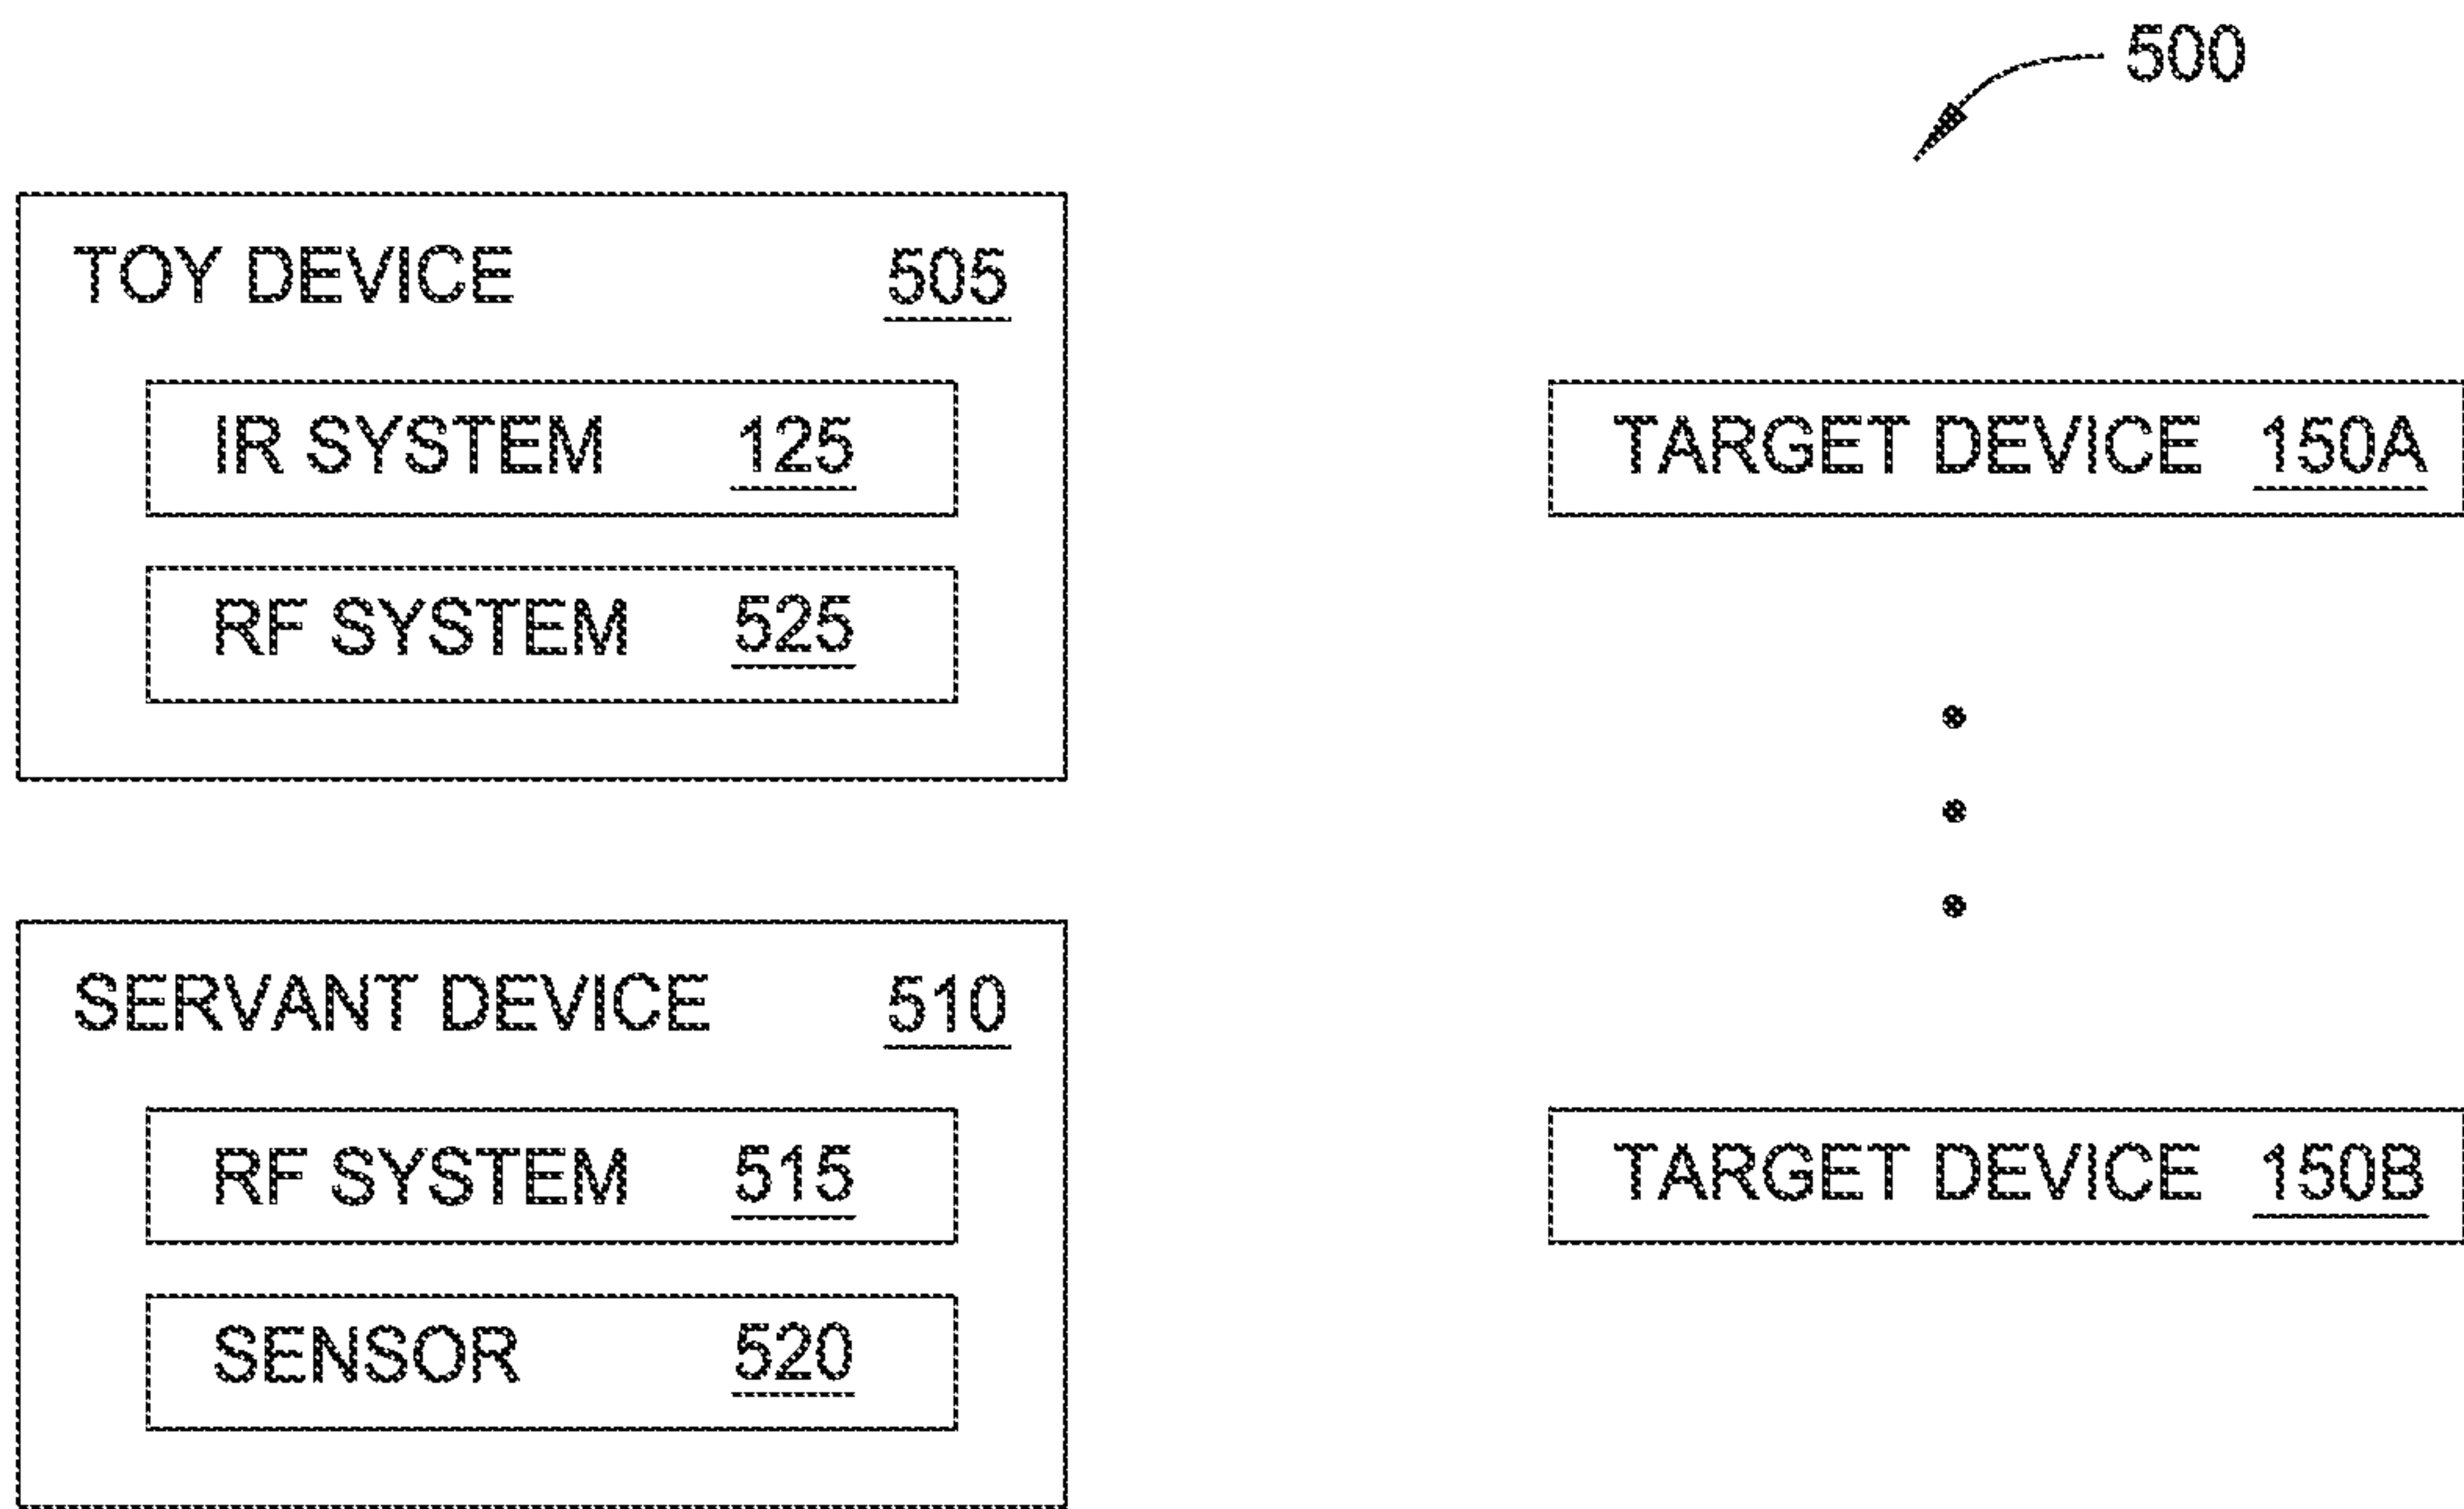 500
TOY DEVICE 505
IR SYSTEM 125
RF SYSTEM 525
TARGET DEVICE 150A
SERVANT DEVICE 510
RF SYSTEM 515
SENSOR 520
TARGET DEVICE 150B